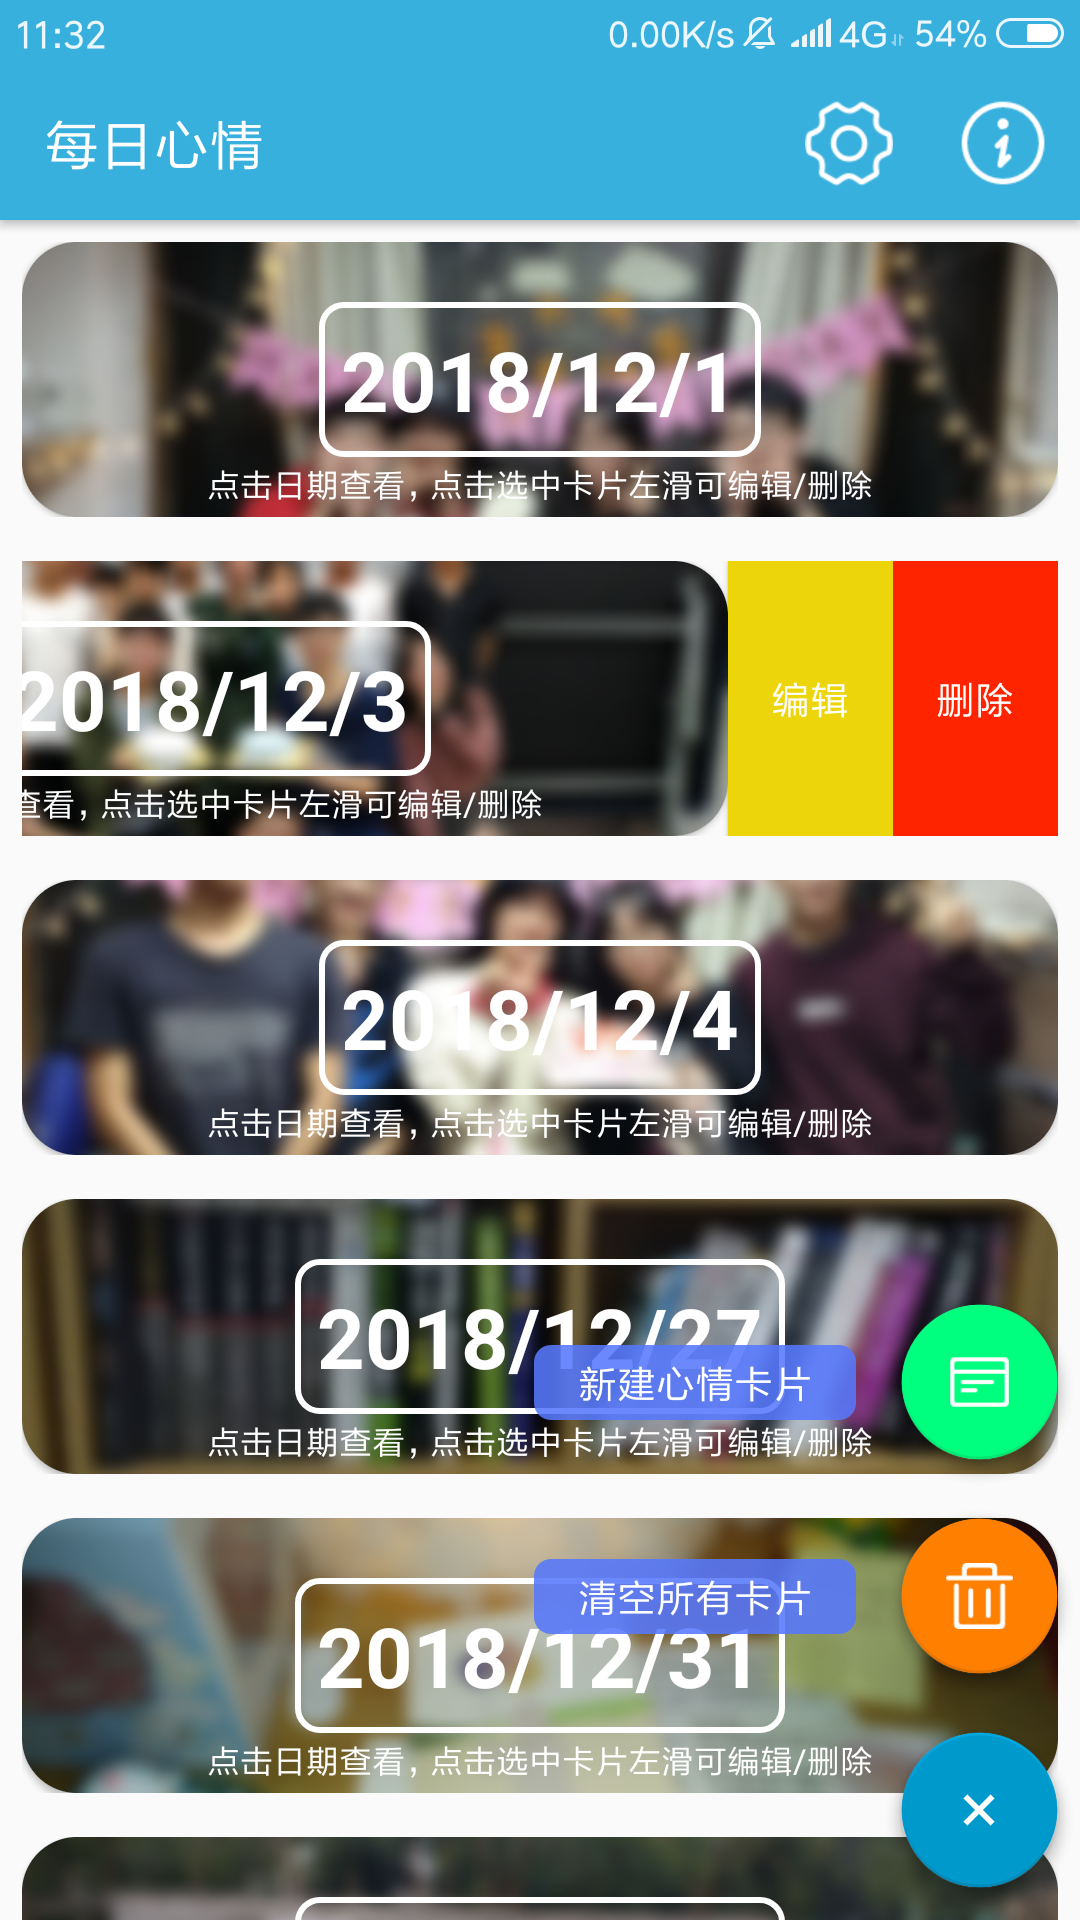 11:32
0.00K/s 4G 54%
每日心情
2018/12/1
点击日期查看, 点击选中卡片左滑可编辑/删除
2018/12/3
查看, 点击选中卡片左滑可编辑/删除
编辑
删除
2018/12/4
点击日期查看, 点击选中卡片左滑可编辑/删除
2018/12/27
新建心情卡片
点击日期查看, 点击选中卡片左滑可编辑/删除
清空所有卡片
2018/12/31
点击日期查看, 点击选中卡片左滑可编辑/删除